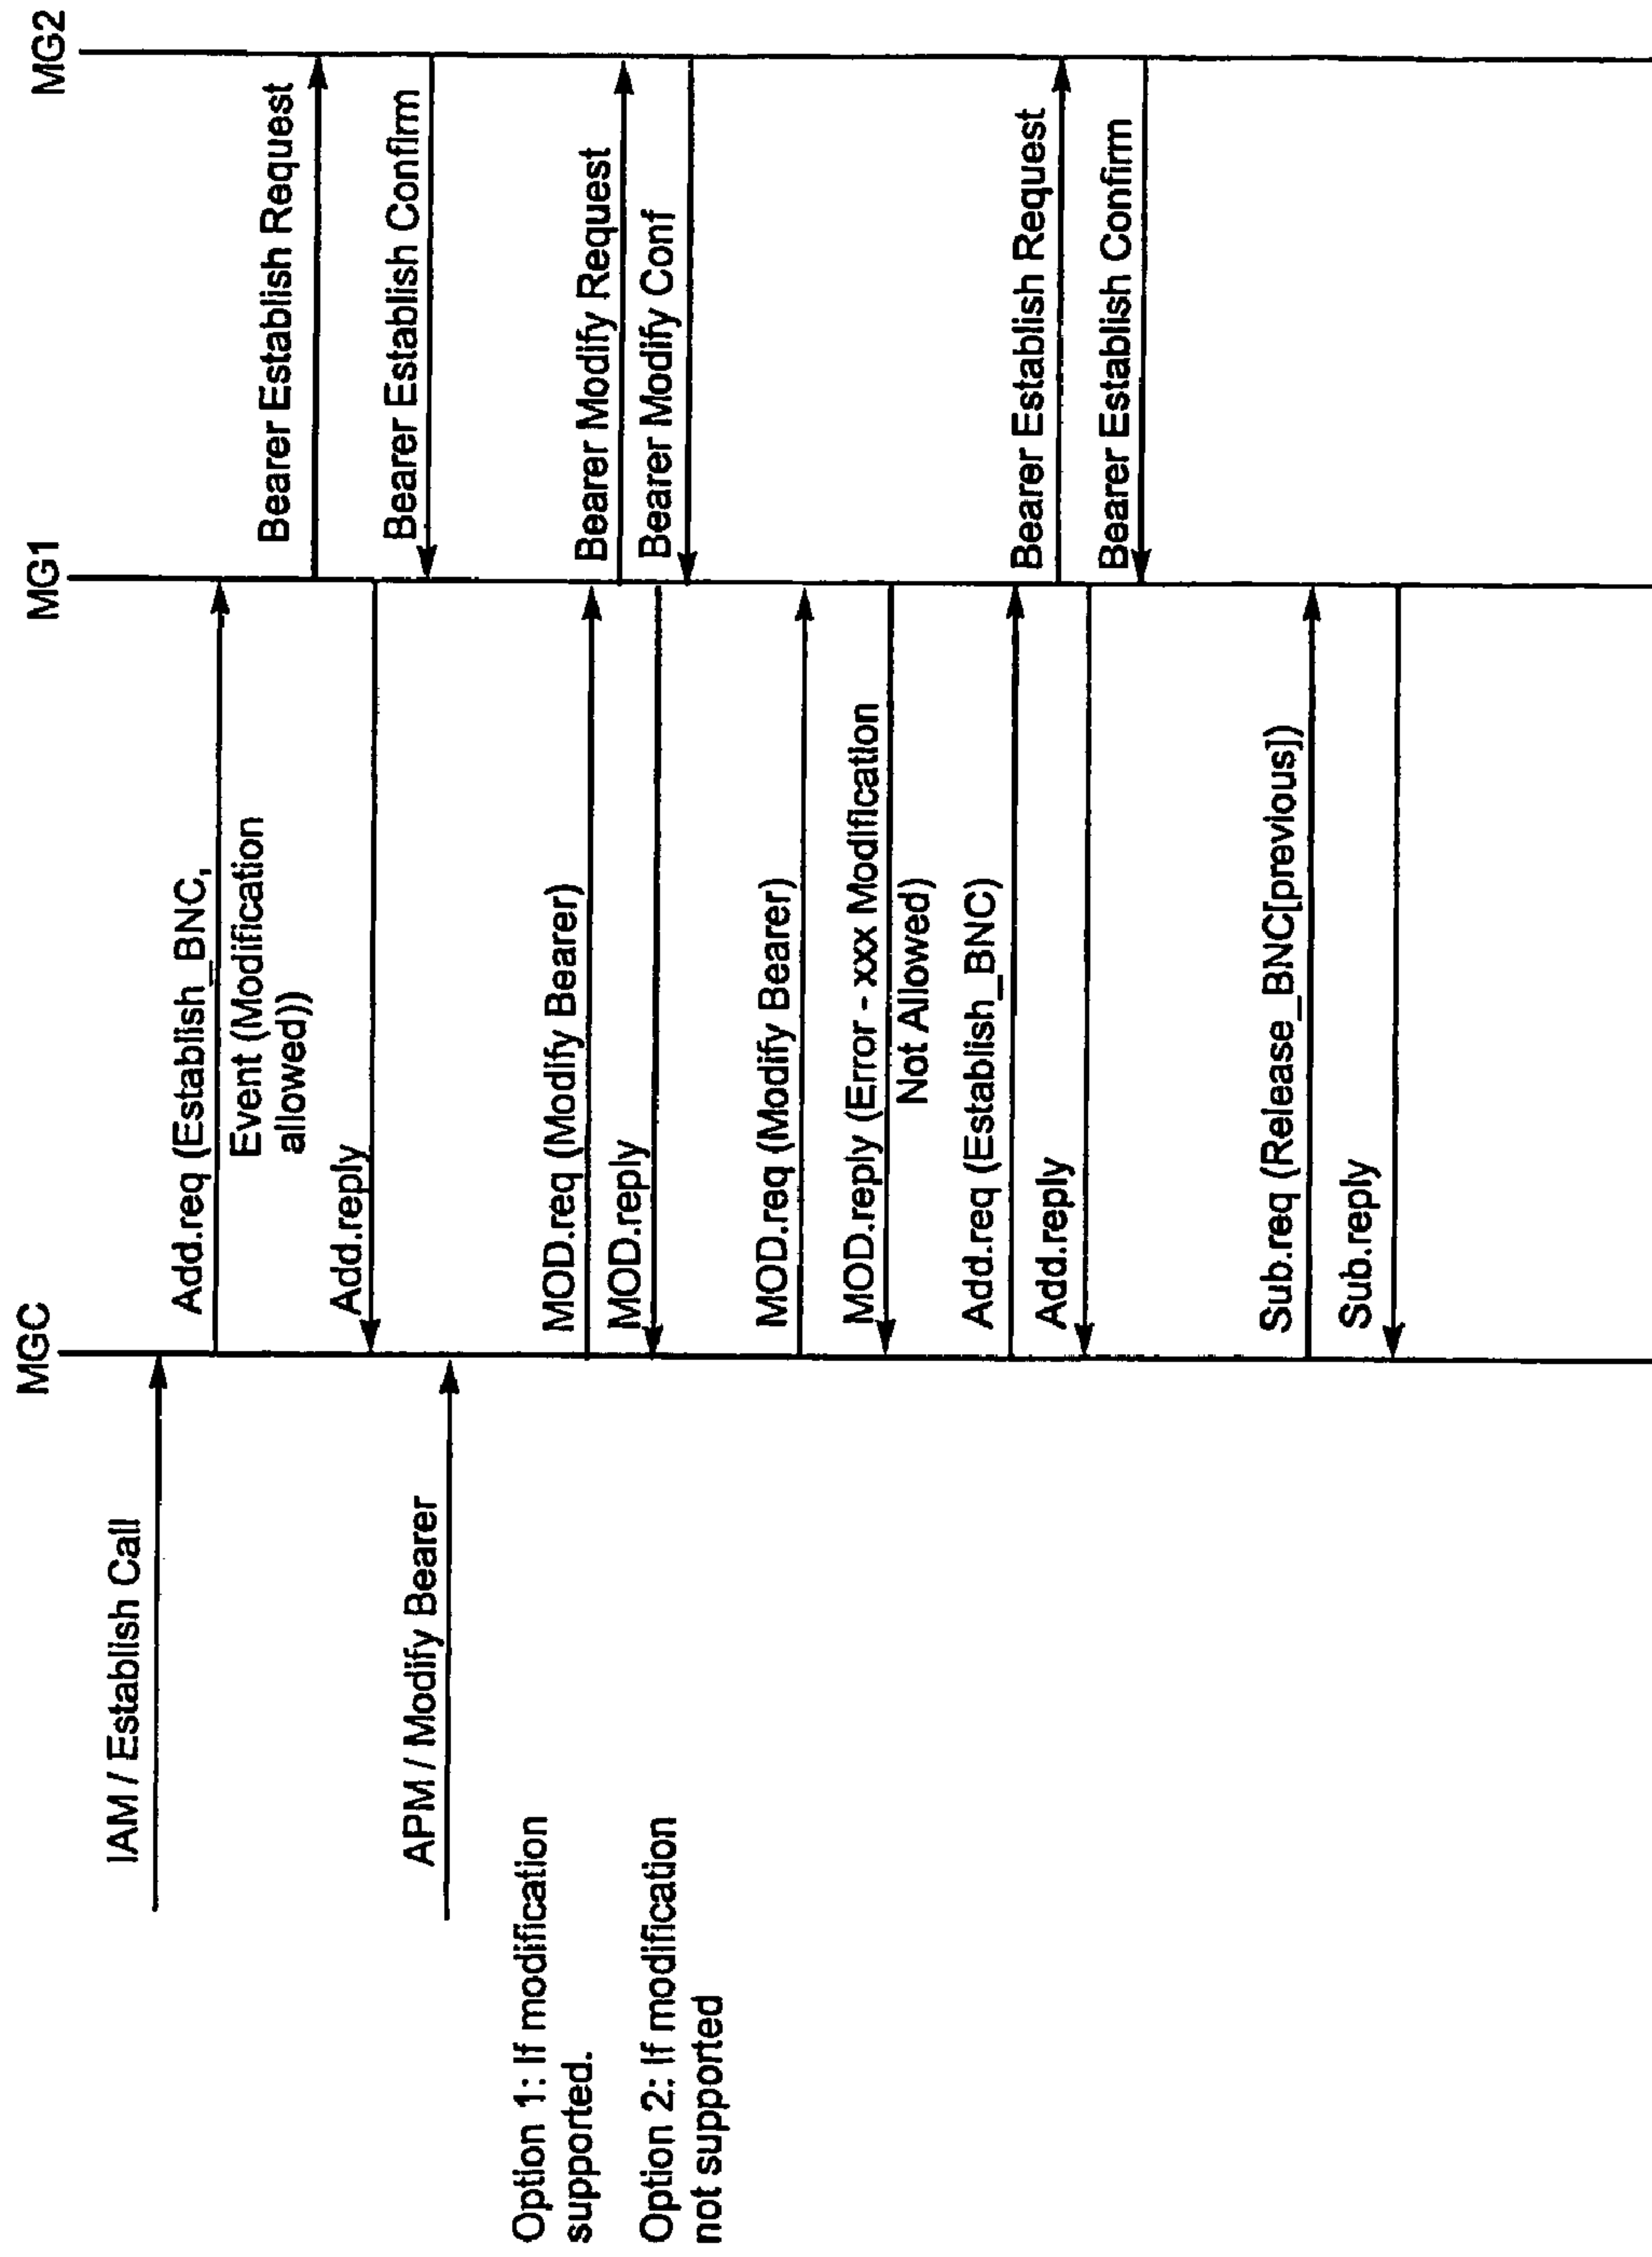 MGC
MG1
MG2
IAM / Establish Call
Add.req (Establish_BNC,
Event (Modification
allowed))
Bearer Establish Request
Add.reply
Bearer Establish Confirm
APM / Modify Bearer
Option 1: If modification
supported.
MOD.req (Modify Bearer)
Bearer Modify Request
MOD.reply
Bearer Modify Conf
Option 2: If modification
not supported
MOD.req (Modify Bearer)
MOD.reply (Error - xxx Modification
Not Allowed)
Add.req (Establish_BNC)
Bearer Establish Request
Add.reply
Bearer Establish Confirm
Sub.req (Release_BNC[previous])
Sub.reply